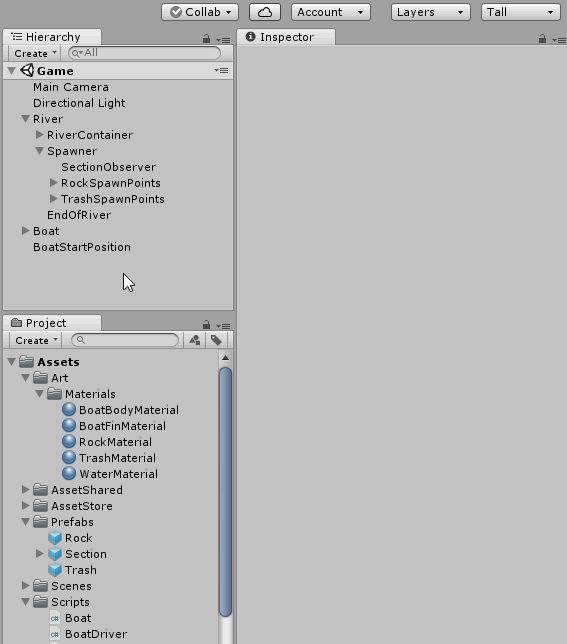 Collab Account Layers Tall
Hierarchy Inspector
Create All
Game
Main Camera
Directional Light
River
RiverContainer
Spawner
SectionObserver
RockSpawnPoints
TrashSpawnPoints
EndOfRiver
Boat
BoatStartPosition
Project
Create
Assets
Art
Materials
BoatBodyMaterial
BoatFinMaterial
RockMaterial
TrashMaterial
WaterMaterial
AssetShared
AssetStore
Prefabs
Rock
Section
Trash
Scenes
Scripts
c# Boat
c# BoatDriver